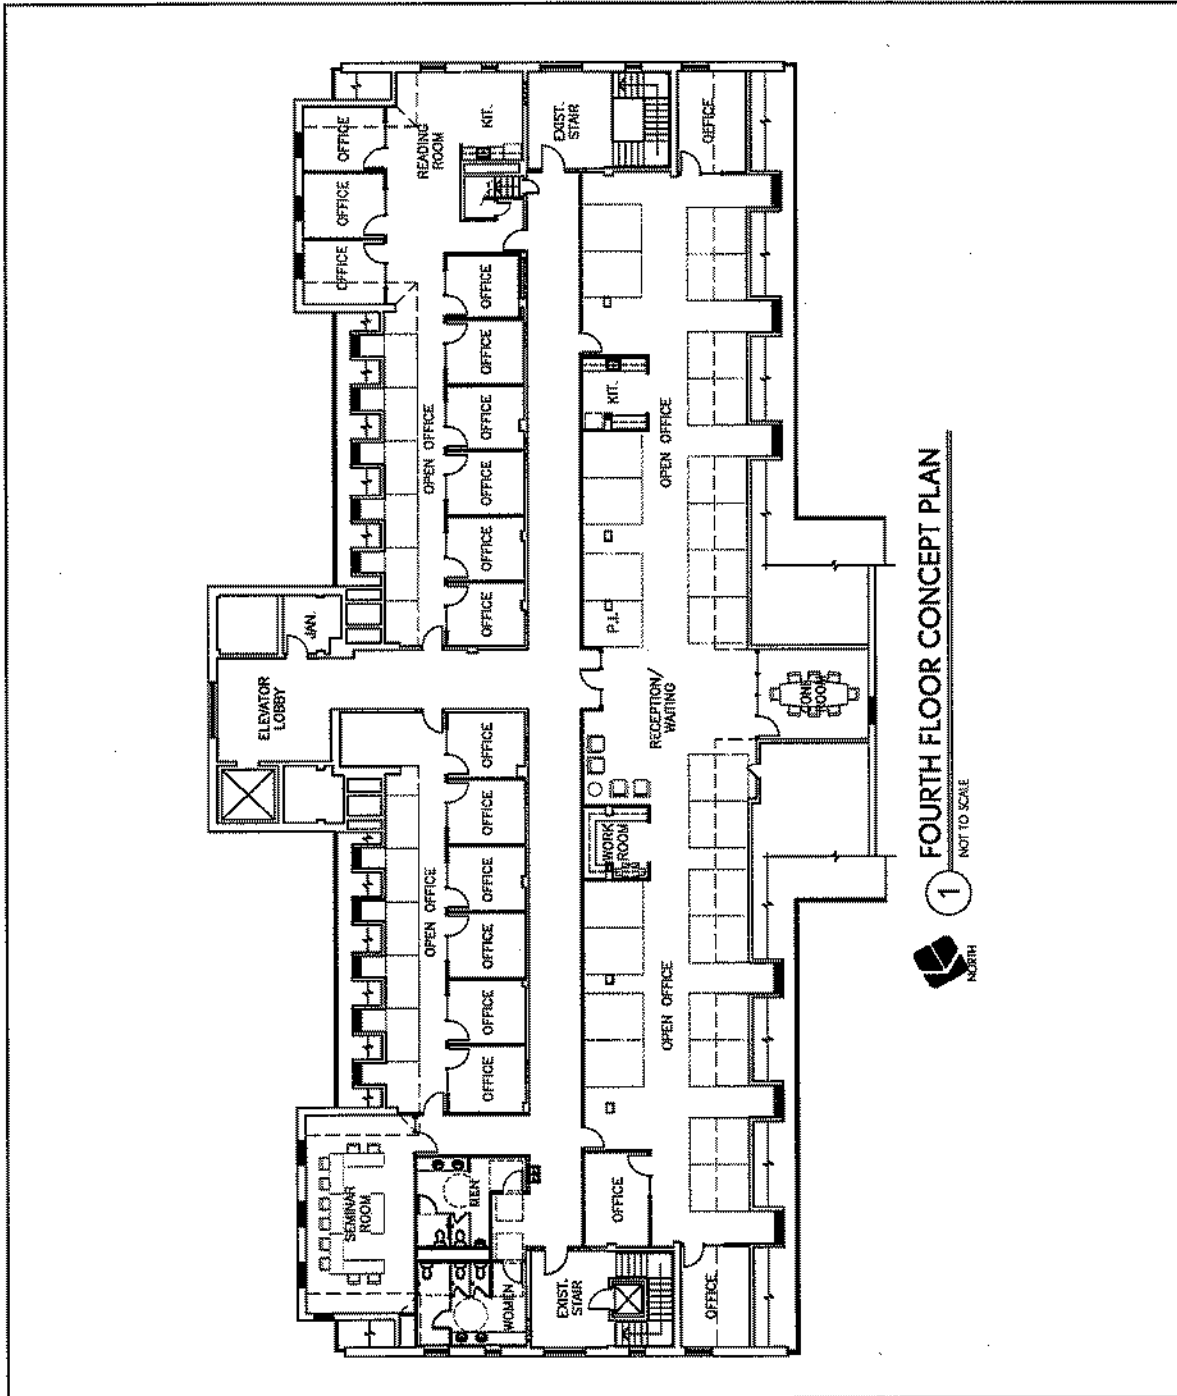 ELEVATOR
LOBBY
JAN.
SEMINAR
ROOM
OFFICE
OFFICE
OFFICE
READING
ROOM
OPEN OFFICE
OPEN OFFICE
MEN
KIT.
OFFICE
OFFICE
OFFICE
OFFICE
OFFICE
OFFICE
OFFICE
OFFICE
OFFICE
OFFICE
OFFICE
OFFICE
WOMEN
EXIST.
STAIR
EXIST.
STAIR
OFFICE
WORK
ROOM
P.I.
KIT.
RECEPTION/
WAITING
OPEN OFFICE
OPEN OFFICE
OFFICE
OFFICE
ROOM
1
FOURTH FLOOR CONCEPT PLAN
NOT TO SCALE
NORTH